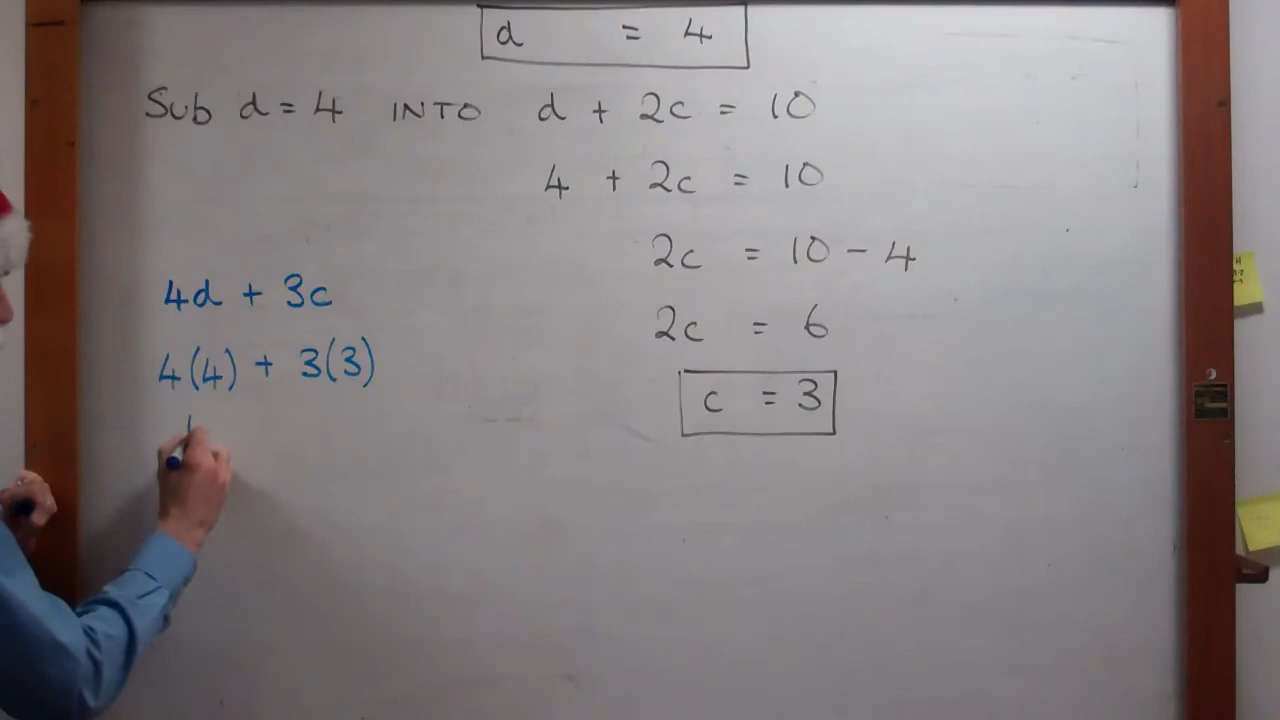 d = 4
Sub d = 4 INTO d + 2c = 10
4 + 2c = 10
2c = 10 - 4
2c = 6
c = 3
4d + 3c
4(4) + 3(3)